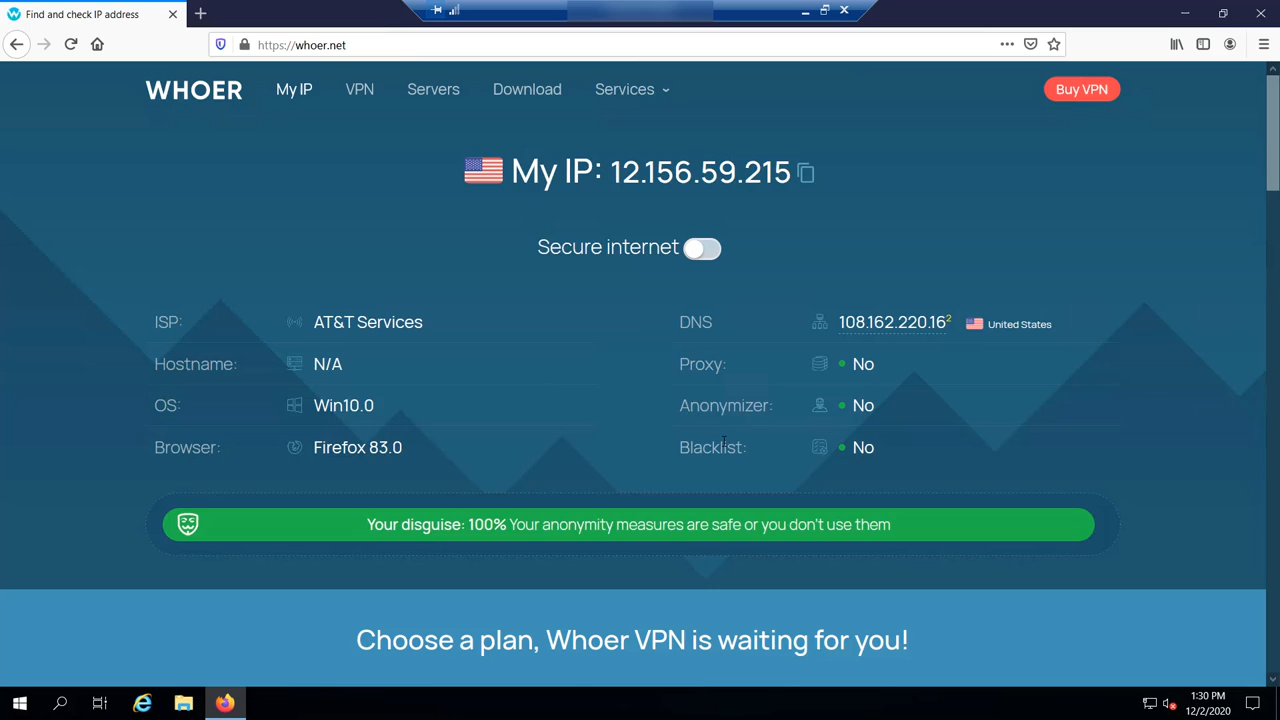 Find and check IP address
https://whoer.net
WHOER My IP VPN Servers Download Services Buy VPN
My IP: 12.156.59.215
Secure internet
ISP: AT&T Services
Hostname: N/A
OS: Win10.0
Browser: Firefox 83.0
DNS 108.162.220.16² United States
Proxy: No
Anonymizer: No
Blacklist: No
Your disguise: 100% Your anonymity measures are safe or you don't use them
Choose a plan, Whoer VPN is waiting for you!
1:30 PM
12/2/2020